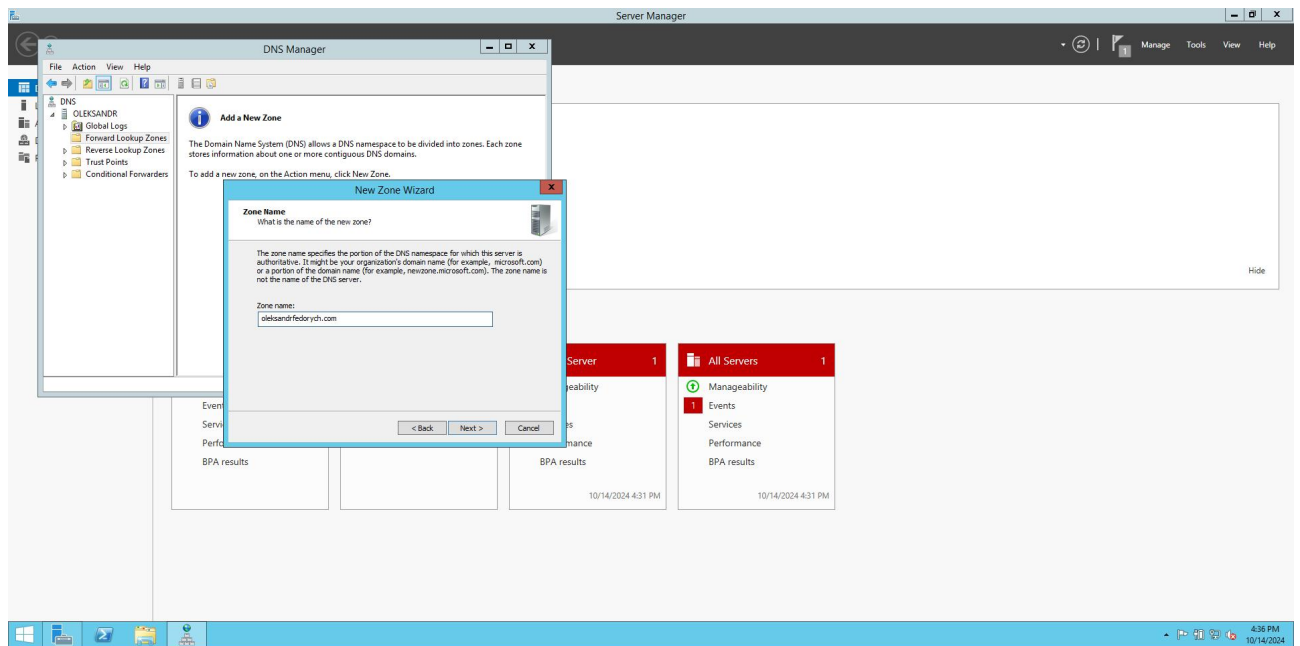 Server Manager
1
Manage
Tools
View
Help
DNS Manager
File
Action
View
Help
DNS
OLEKSANDR
Global Logs
Forward Lookup Zones
Reverse Lookup Zones
Trust Points
Conditional Forwarders
Add a New Zone
The Domain Name System (DNS) allows a DNS namespace to be divided into zones. Each zone
stores information about one or more contiguous DNS domains.
To add a new zone, on the Action menu, click New Zone.
New Zone Wizard
Zone Name
What is the name of the new zone?
The zone name specifies the portion of the DNS namespace for which this server is
authoritative. It might be your organization's domain name (for example, microsoft.com)
or a portion of the domain name (for example, newzone.microsoft.com). The zone name is
not the name of the DNS server.
Zone name:
oleksandrfedorych.com
< Back
Next >
Cancel
Hide
BPA results
Server 1
BPA results
10/14/2024 4:31 PM
All Servers 1
Manageability
1 Events
Services
Performance
BPA results
10/14/2024 4:31 PM
4:36 PM
10/14/2024